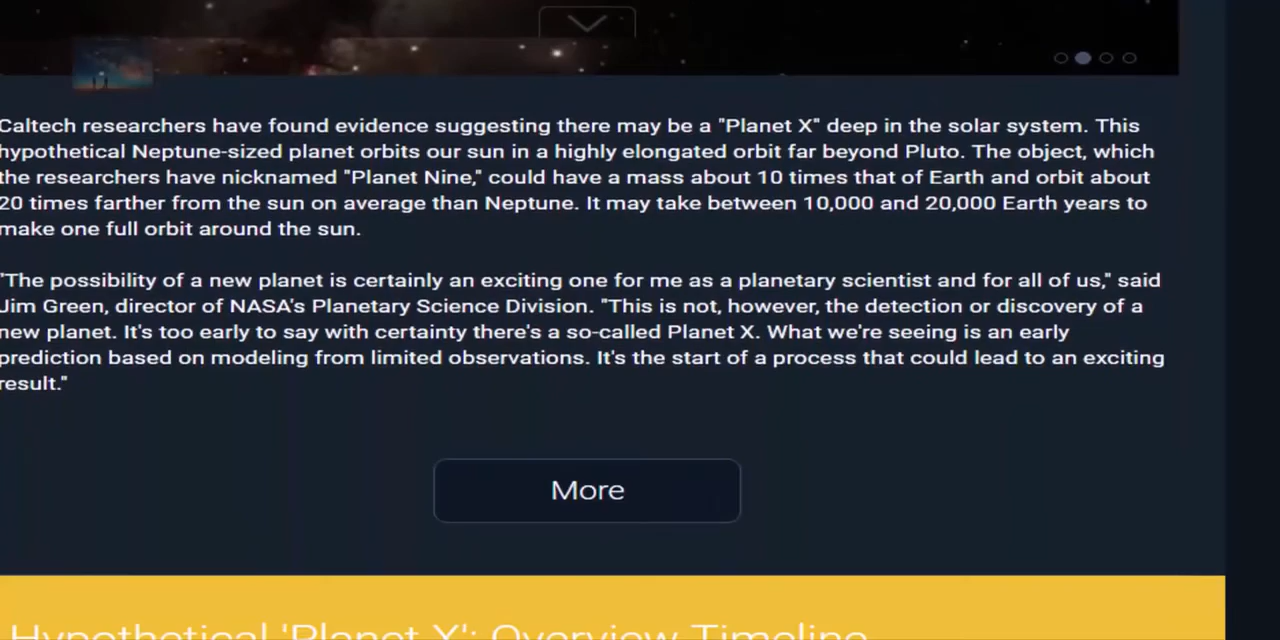 Caltech researchers have found evidence suggesting there may be a "Planet X" deep in the solar system. This
hypothetical Neptune-sized planet orbits our sun in a highly elongated orbit far beyond Pluto. The object, which
the researchers have nicknamed "Planet Nine," could have a mass about 10 times that of Earth and orbit about
20 times farther from the sun on average than Neptune. It may take between 10,000 and 20,000 Earth years to
make one full orbit around the sun.
"The possibility of a new planet is certainly an exciting one for me as a planetary scientist and for all of us," said
Jim Green, director of NASA's Planetary Science Division. "This is not, however, the detection or discovery of a
new planet. It's too early to say with certainty there's a so-called Planet X. What we're seeing is an early
prediction based on modeling from limited observations. It's the start of a process that could lead to an exciting
result."
More
Hypothetical 'Planet X': Overview Timeline